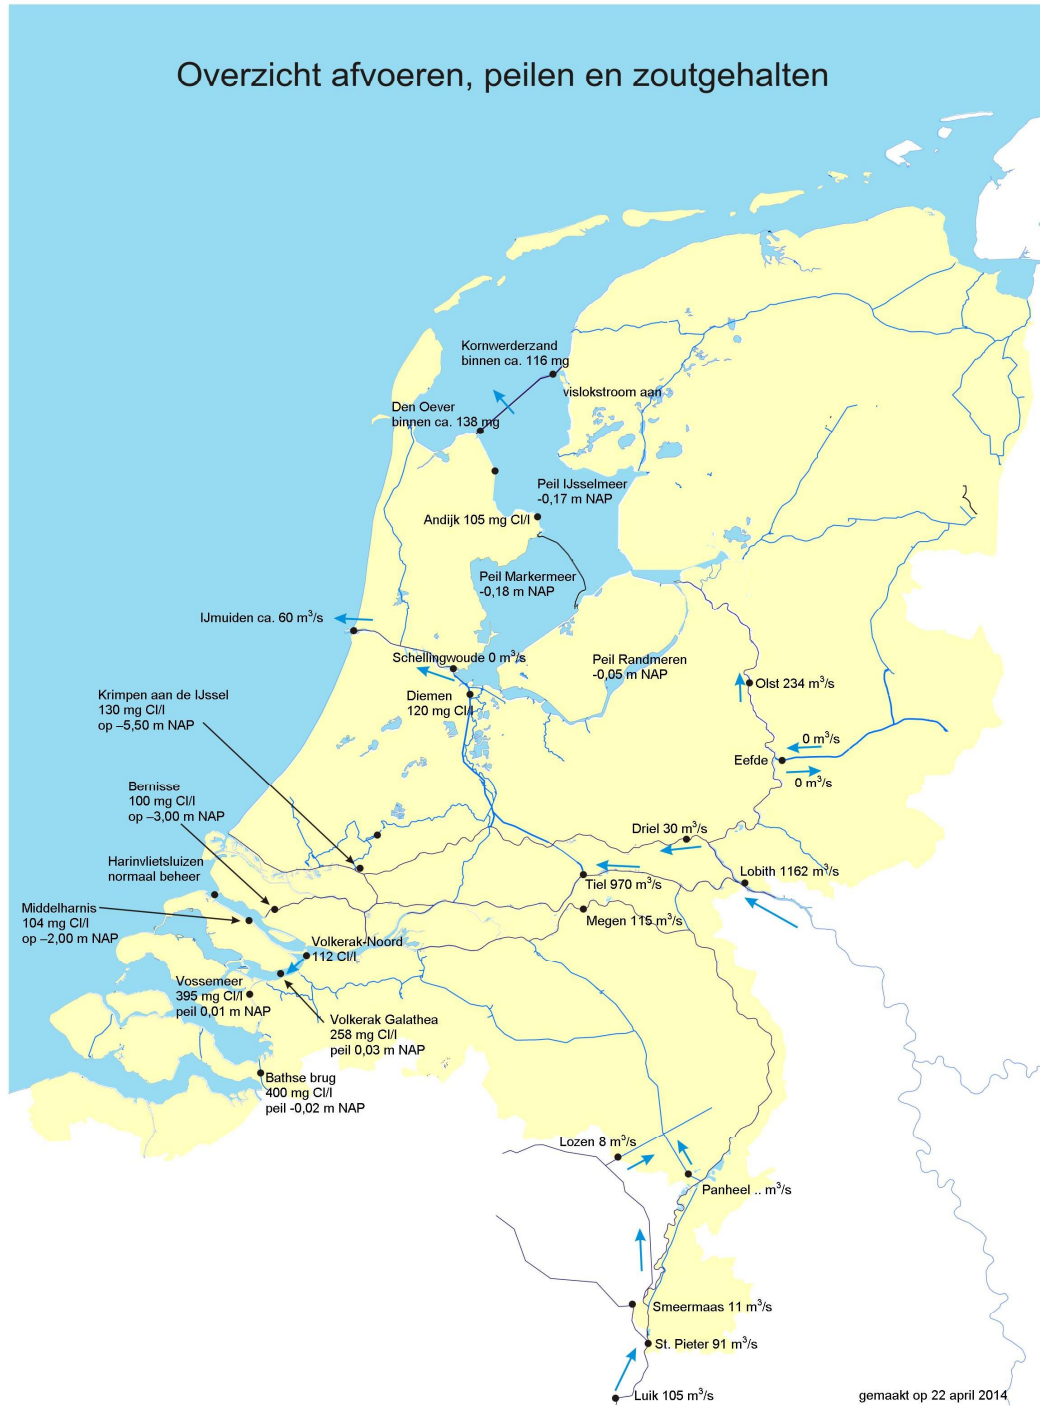 Overzicht afvoeren, peilen en zoutgehalten
Kornwerderzand
binnen ca. 116 mg
vislokstroom aan
Den Oever
binnen ca. 138 mg
Peil IJsselmeer
-0,17 m NAP
Andijk 105 mg Cl/l
Peil Markermeer
-0,18 m NAP
IJmuiden ca. 60 m³/s
Schellingwoude 0 m³/s
Peil Randmeren
-0,05 m NAP
Olst 234 m³/s
Diemen
120 mg Cl/l
Krimpen aan de IJssel
130 mg Cl/l
op –5,50 m NAP
0 m³/s
Eefde
0 m³/s
Bernisse
100 mg Cl/l
op –3,00 m NAP
Driel 30 m³/s
Harinvlietsluizen
normaal beheer
Lobith 1162 m³/s
Tiel 970 m³/s
Middelharnis
104 mg Cl/l
op –2,00 m NAP
Megen 115 m³/s
Volkerak-Noord
112 Cl/l
Vossemeer
395 mg Cl/l
peil 0,01 m NAP
Volkerak Galathea
258 mg Cl/l
peil 0,03 m NAP
Bathse brug
400 mg Cl/l
peil -0,02 m NAP
Lozen 8 m³/s
Panheel .. m³/s
Smeermaas 11 m³/s
St. Pieter 91 m³/s
Luik 105 m³/s
gemaakt op 22 april 2014